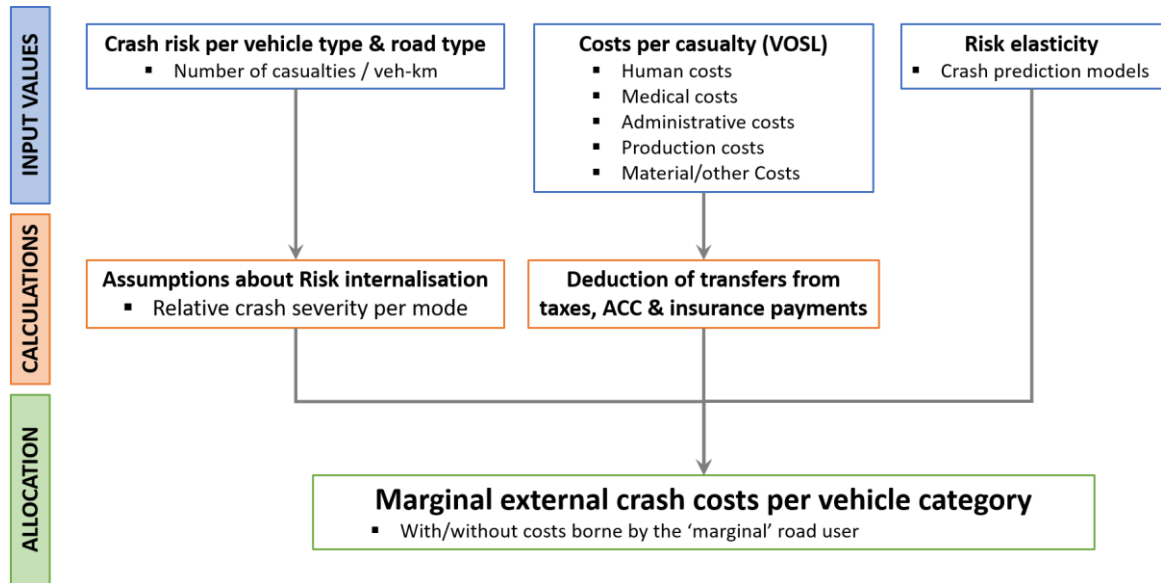 INPUT VALUES
Crash risk per vehicle type & road type
▪ Number of casualties / veh-km
Costs per casualty (VOSL)
▪ Human costs
▪ Medical costs
▪ Administrative costs
▪ Production costs
▪ Material/other Costs
Risk elasticity
▪ Crash prediction models
CALCULATIONS
Assumptions about Risk internalisation
▪ Relative crash severity per mode
Deduction of transfers from
taxes, ACC & insurance payments
ALLOCATION
Marginal external crash costs per vehicle category
▪ With/without costs borne by the ‘marginal’ road user